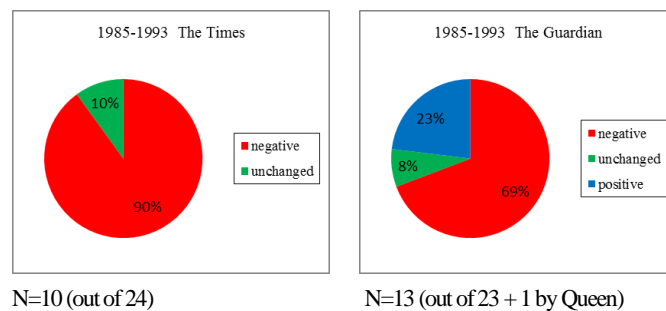 1985-1993 The Times
10%
90%
negative
unchanged
N=10 (out of 24)
1985-1993 The Guardian
23%
8%
69%
negative
unchanged
positive
N=13 (out of 23 + 1 by Queen)